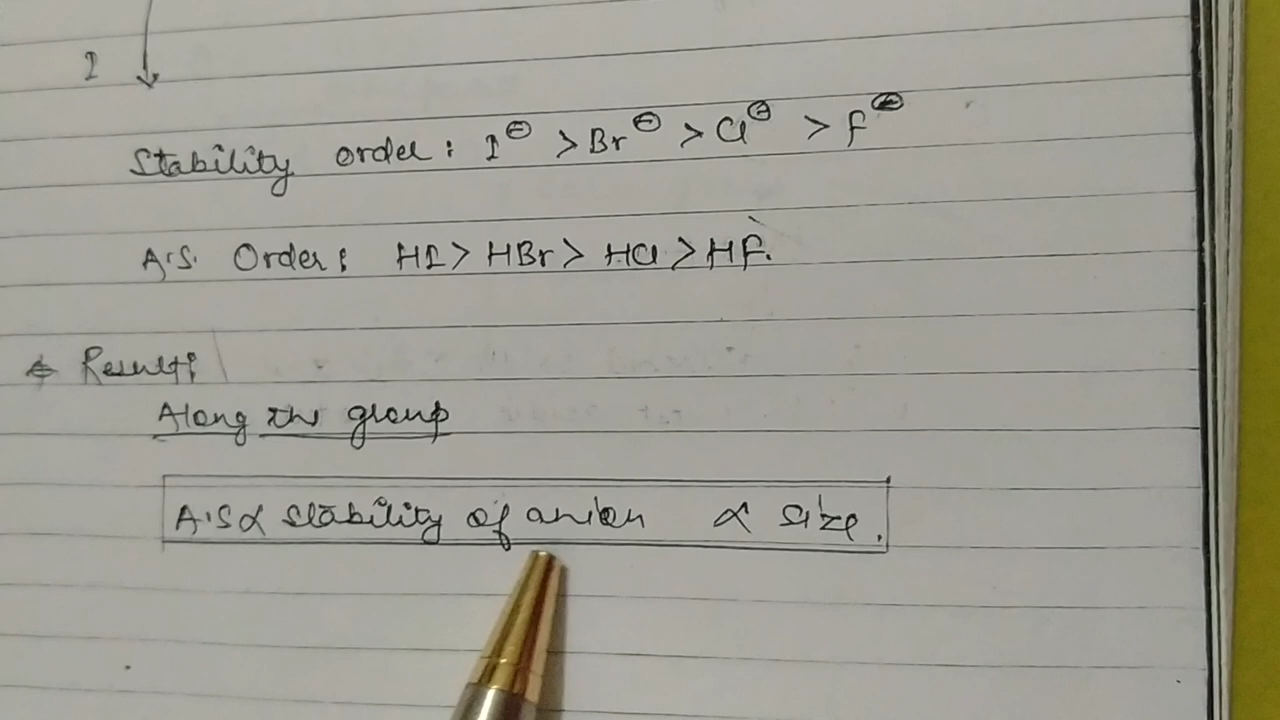 I
Stability order: I⊖ > Br⊖ > Cl⊖ > F⊖
A.S. Order: HI > HBr > HCl > HF.
Result:
Along the group
A.S ∝ stability of anion ∝ size.